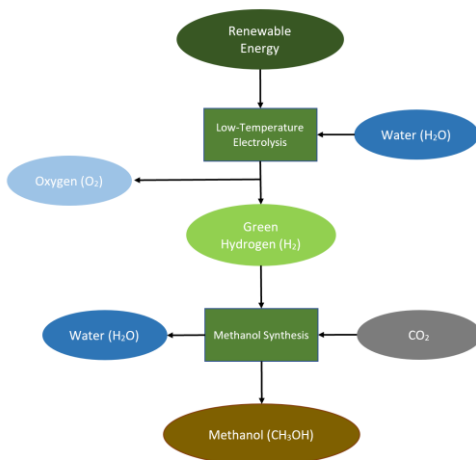 Renewable
Energy
Low-Temperature
Electrolysis
Water (H₂O)
Oxygen (O₂)
Green
Hydrogen (H₂)
Water (H₂O)
Methanol Synthesis
CO₂
Methanol (CH₃OH)